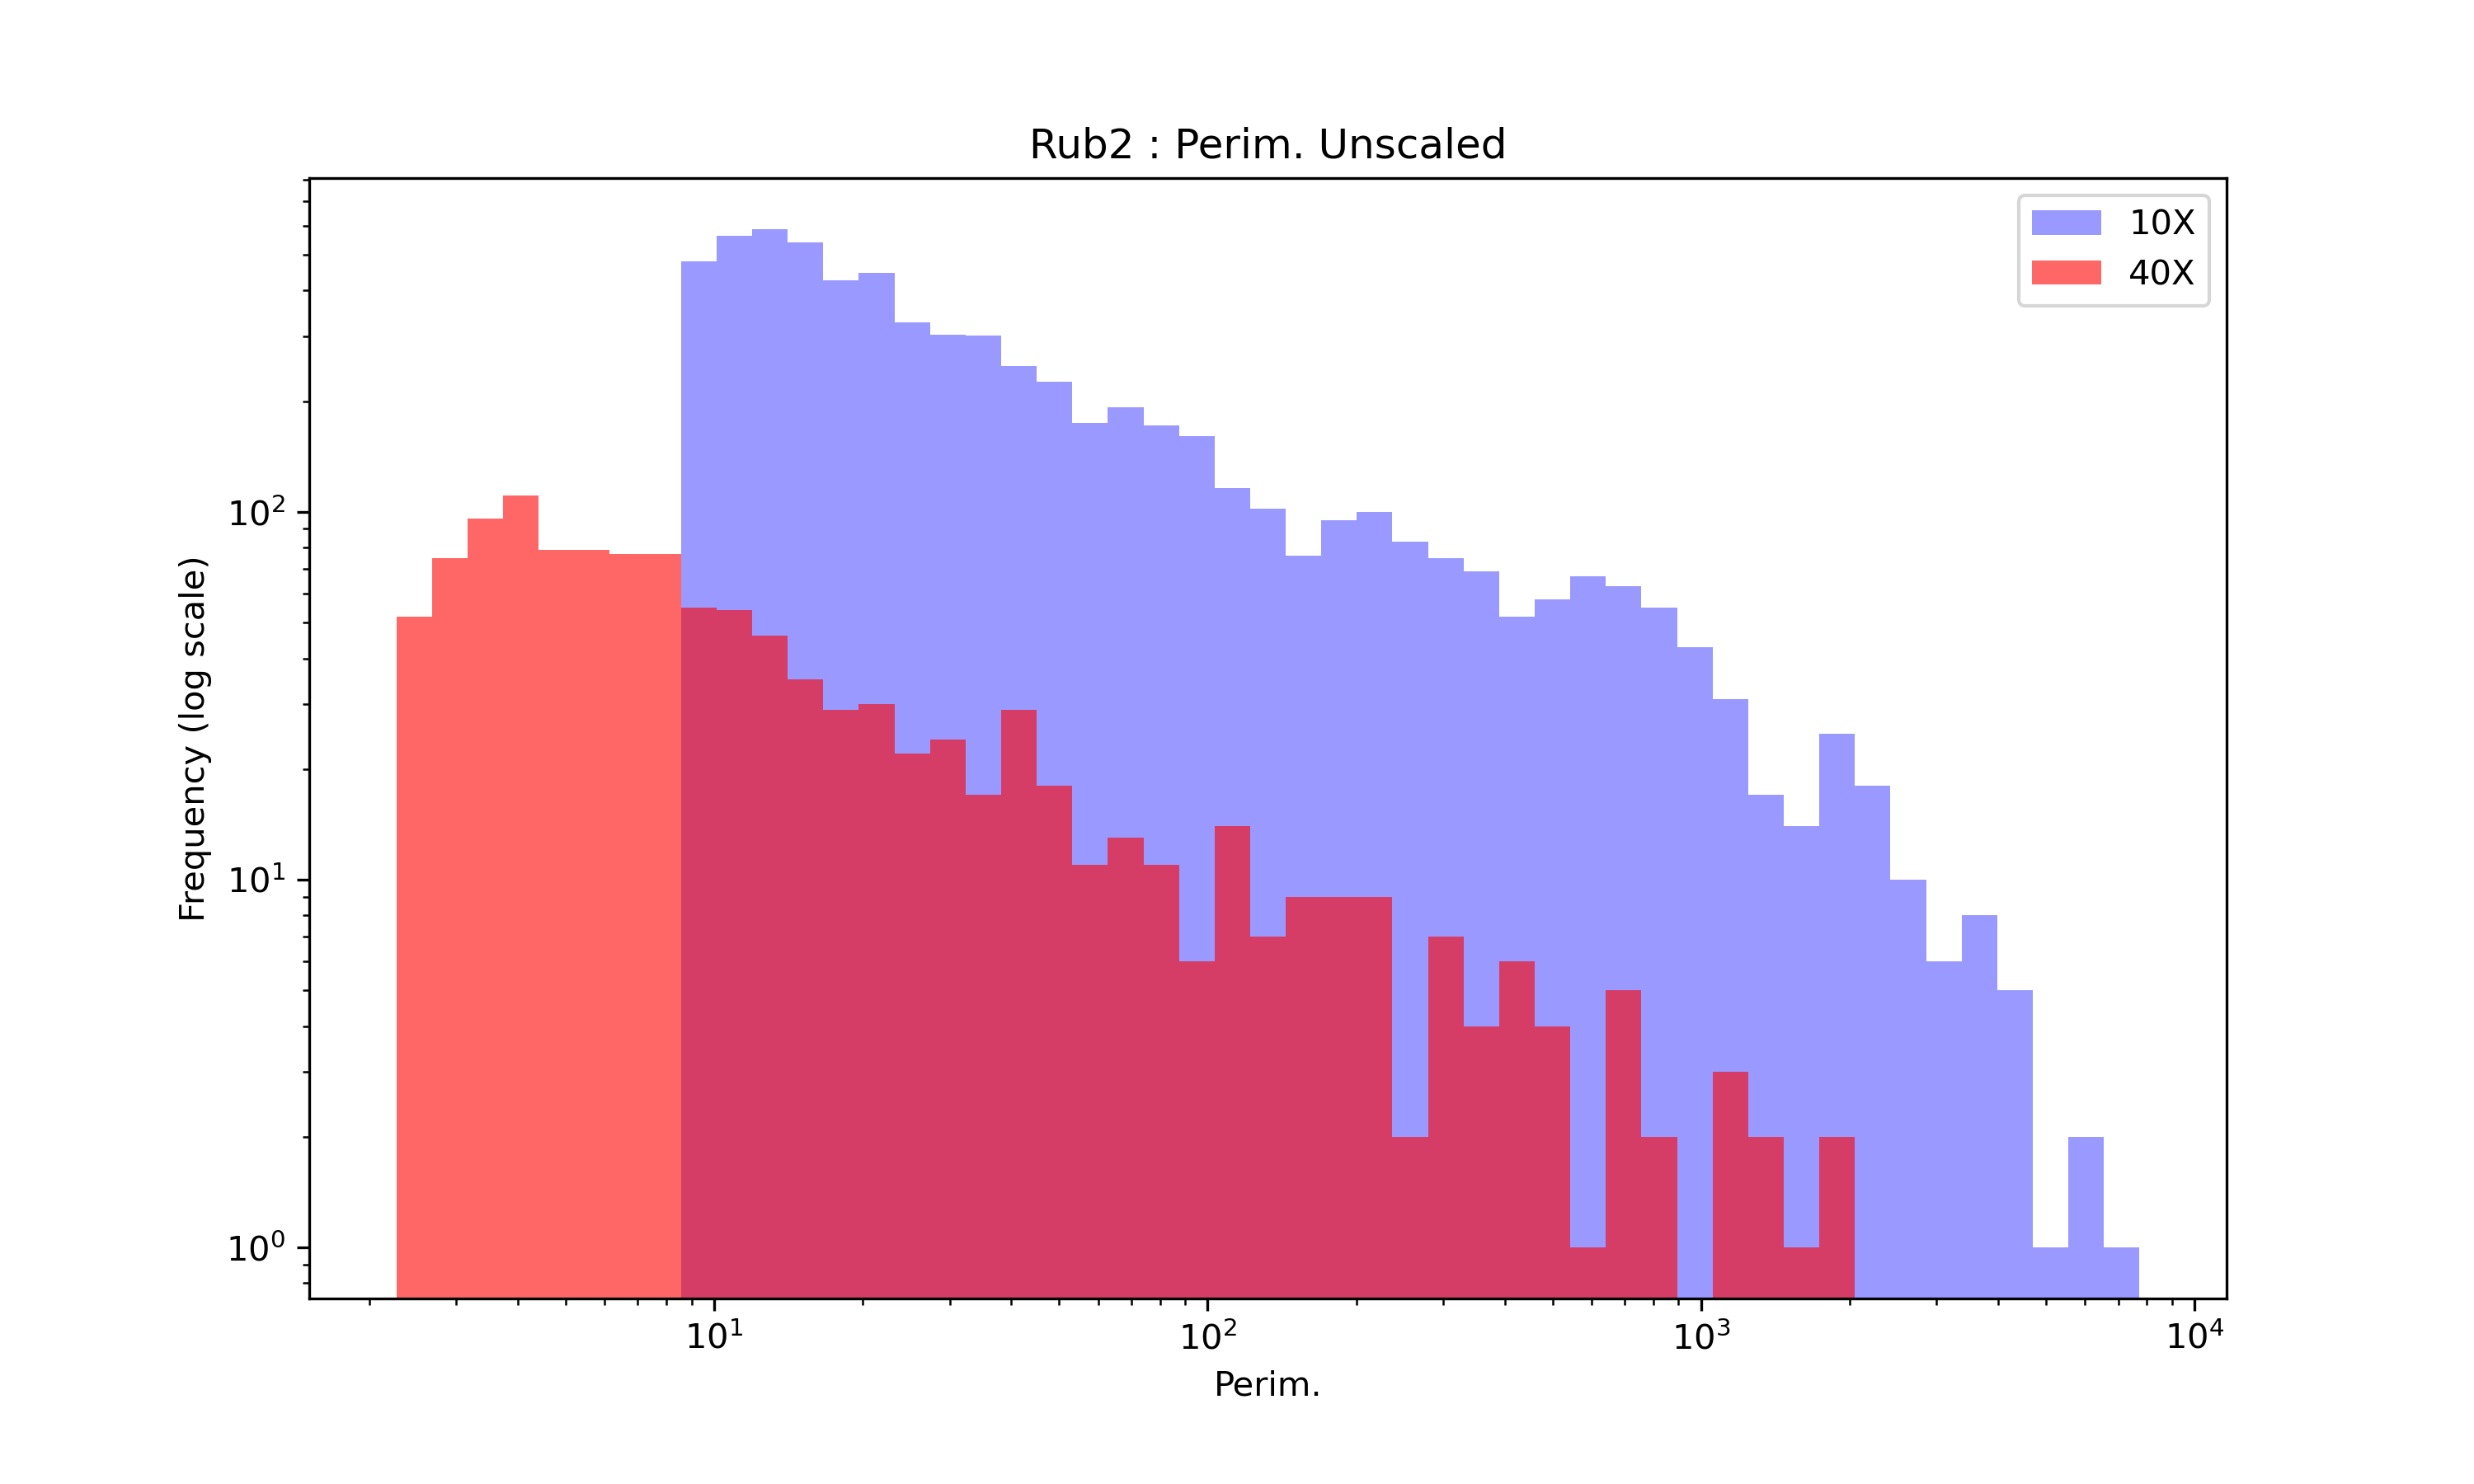 Rub2 : Perim. Unscaled
10X
40X
Frequency (log scale)
10²
10¹
10⁰
10¹ 10² 10³ 10⁴
Perim.